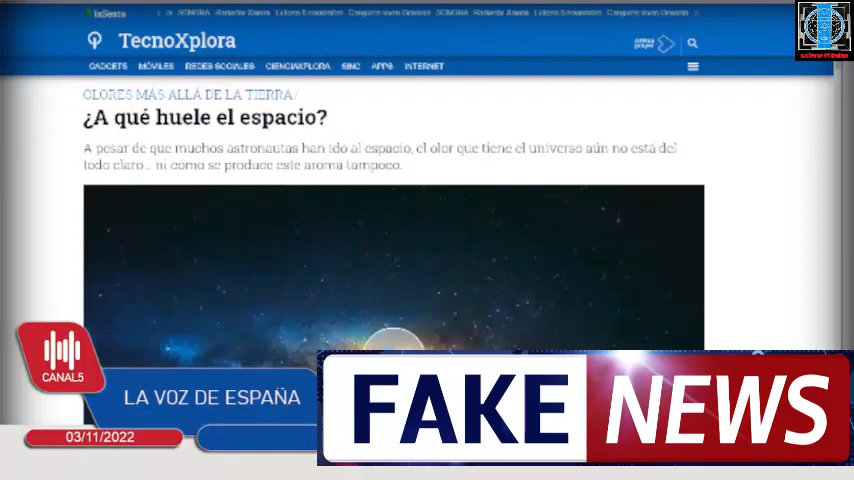 laSexta
TecnoXplora
GADGETS MÓVILES REDES SOCIALES CIENCIAXPLORA SINC APPS INTERNET
OLORES MÁS ALLÁ DE LA TIERRA/
¿A qué huele el espacio?
A pesar de que muchos astronautas han ido al espacio, el olor que tiene el universo aún no está del
todo claro... ni cómo se produce este aroma tampoco.
CANAL5
LA VOZ DE ESPAÑA
03/11/2022
FAKE NEWS